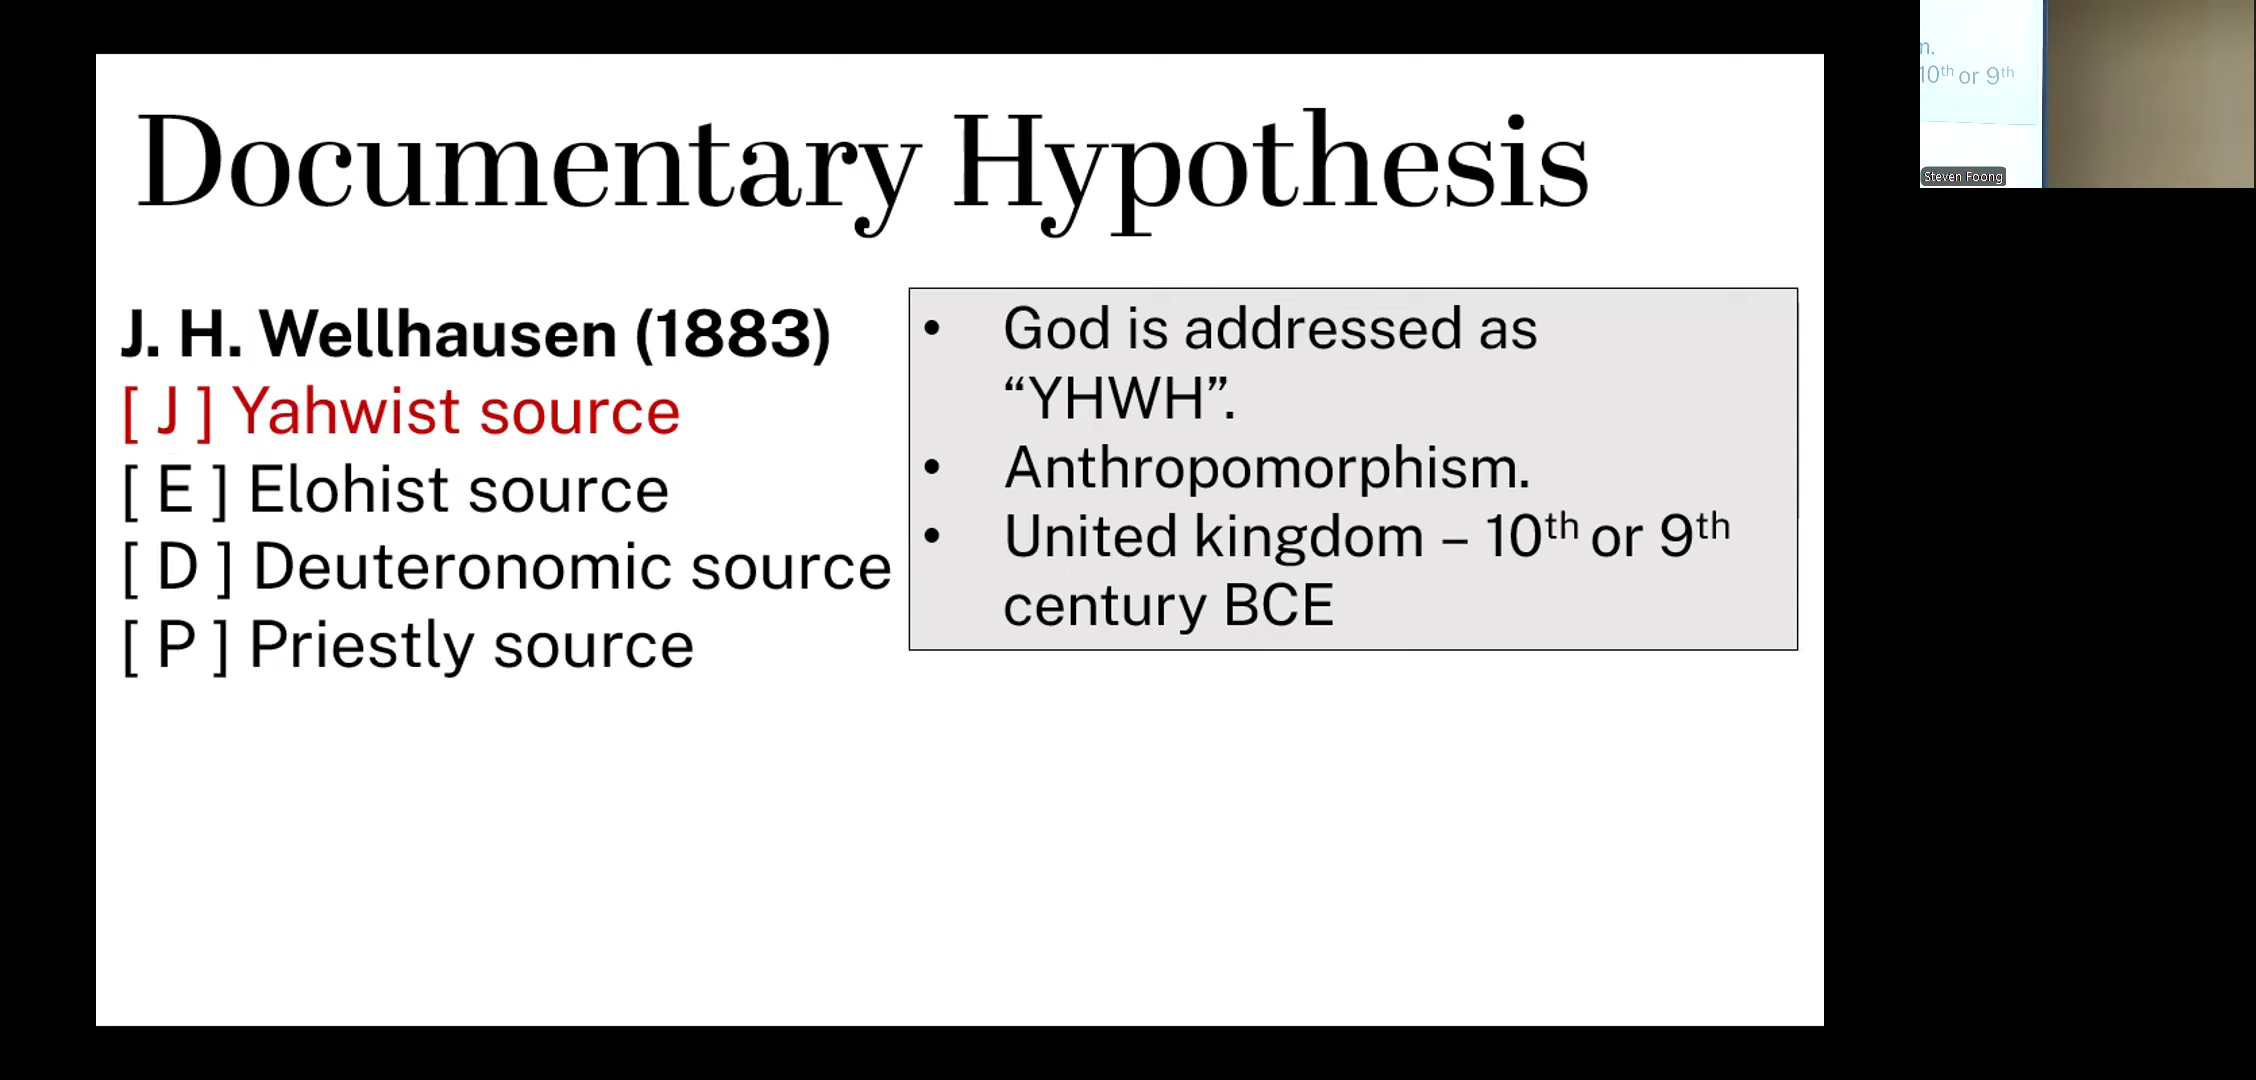 Documentary Hypothesis
J. H. Wellhausen (1883)
[ J ] Yahwist source
[ E ] Elohist source
[ D ] Deuteronomic source
[ P ] Priestly source
• God is addressed as
“YHWH”.
• Anthropomorphism.
• United kingdom – 10th or 9th
century BCE
n.
10th or 9th
Steven Foong